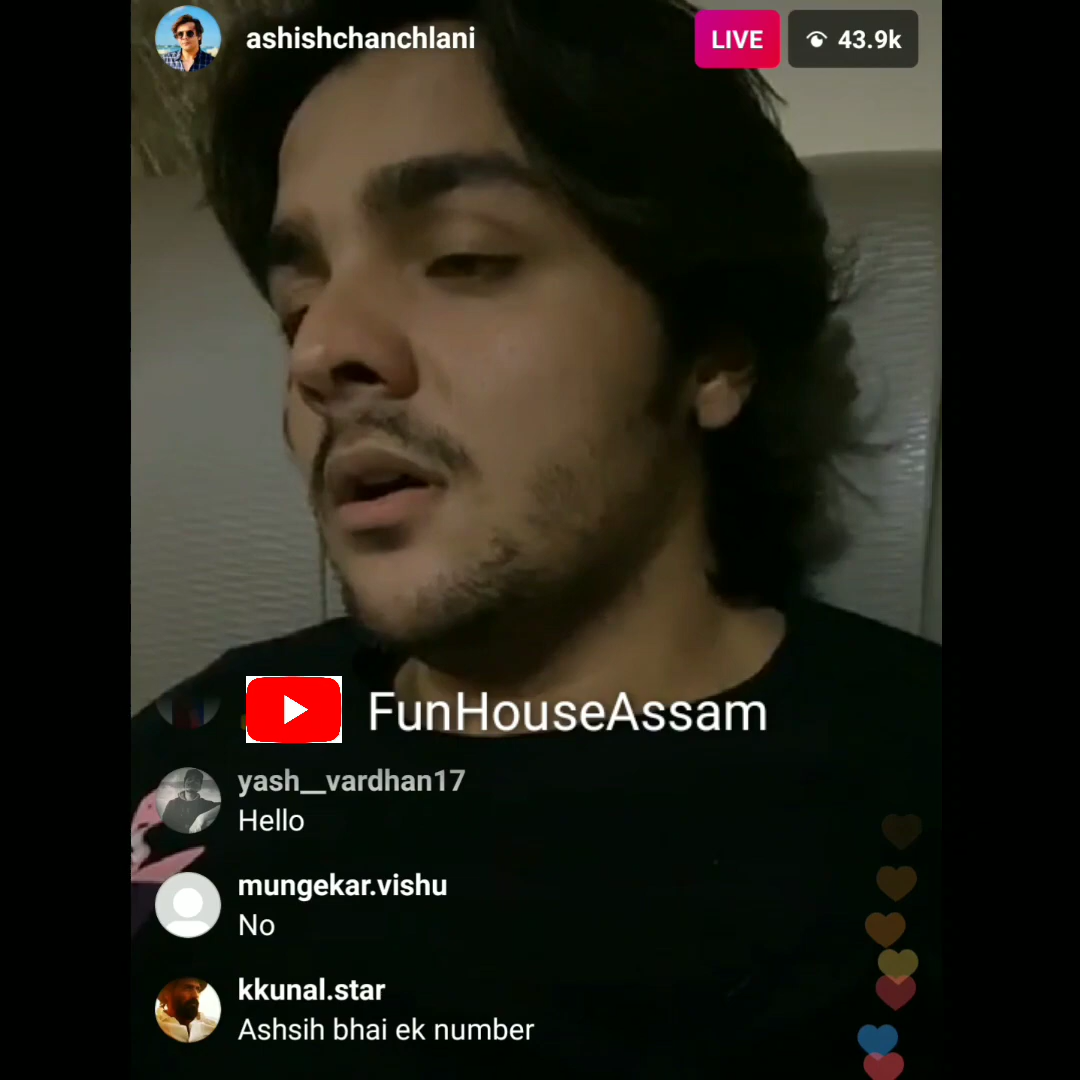 ashishchanchlani
LIVE
43.9k
FunHouseAssam
yash__vardhan17
Hello
mungekar.vishu
No
kkunal.star
Ashsih bhai ek number